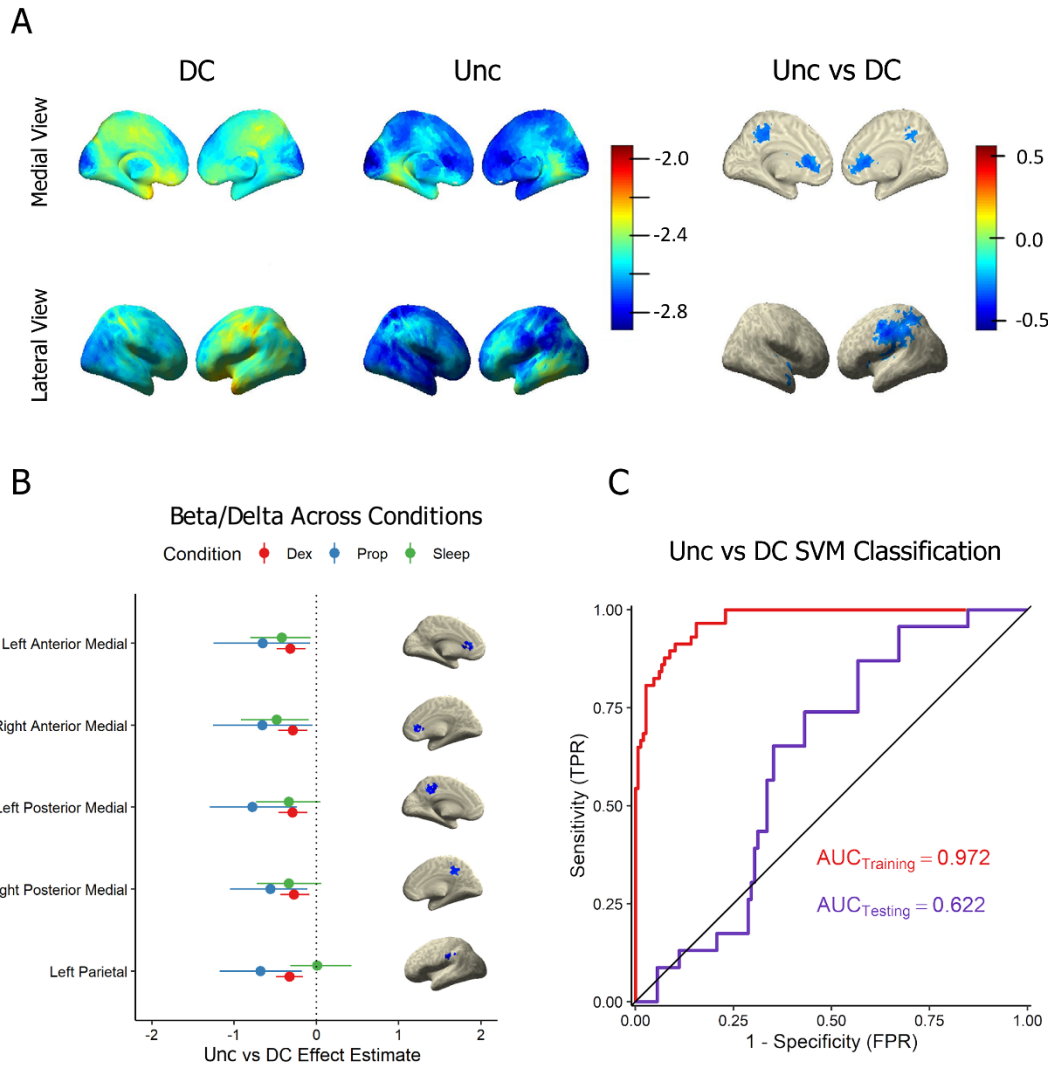 A
DC
Unc
Unc vs DC
Medial View
Lateral View
-2.0
-2.4
-2.8
0.5
0.0
-0.5
B
Beta/Delta Across Conditions
Condition Dex Prop Sleep
Left Anterior Medial
Right Anterior Medial
Left Posterior Medial
ght Posterior Medial
Left Parietal
-2 -1 0 1 2
Unc vs DC Effect Estimate
C
Unc vs DC SVM Classification
1.00
0.75
0.50
0.25
0.00
Sensitivity (TPR)
AUCTraining = 0.972
AUCTesting = 0.622
0.00 0.25 0.50 0.75 1.00
1 - Specificity (FPR)